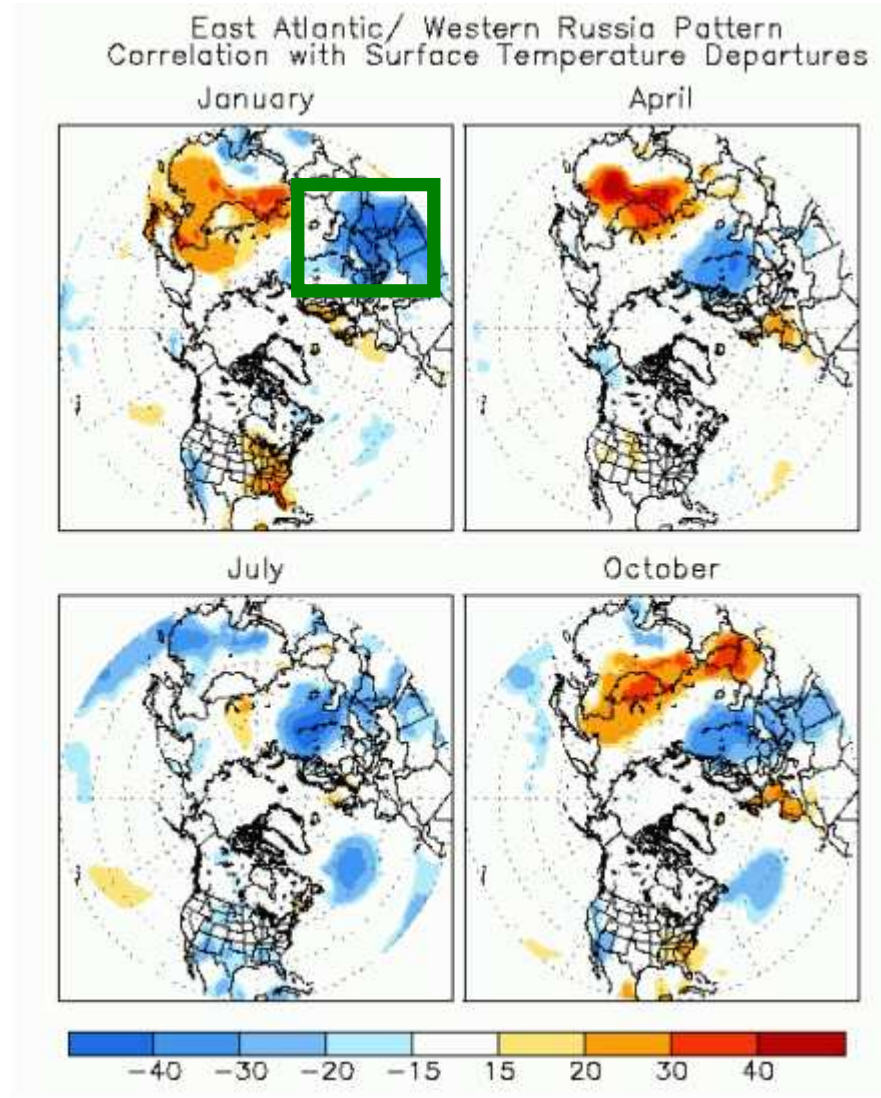 East Atlantic/ Western Russia Pattern
Correlation with Surface Temperature Departures
January
April
July
October
-40 -30 -20 -15 15 20 30 40